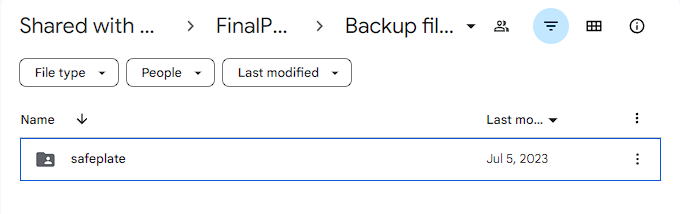 Shared with ... FinalP... Backup fil...
File type People Last modified
Name Last mo...
safeplate Jul 5, 2023